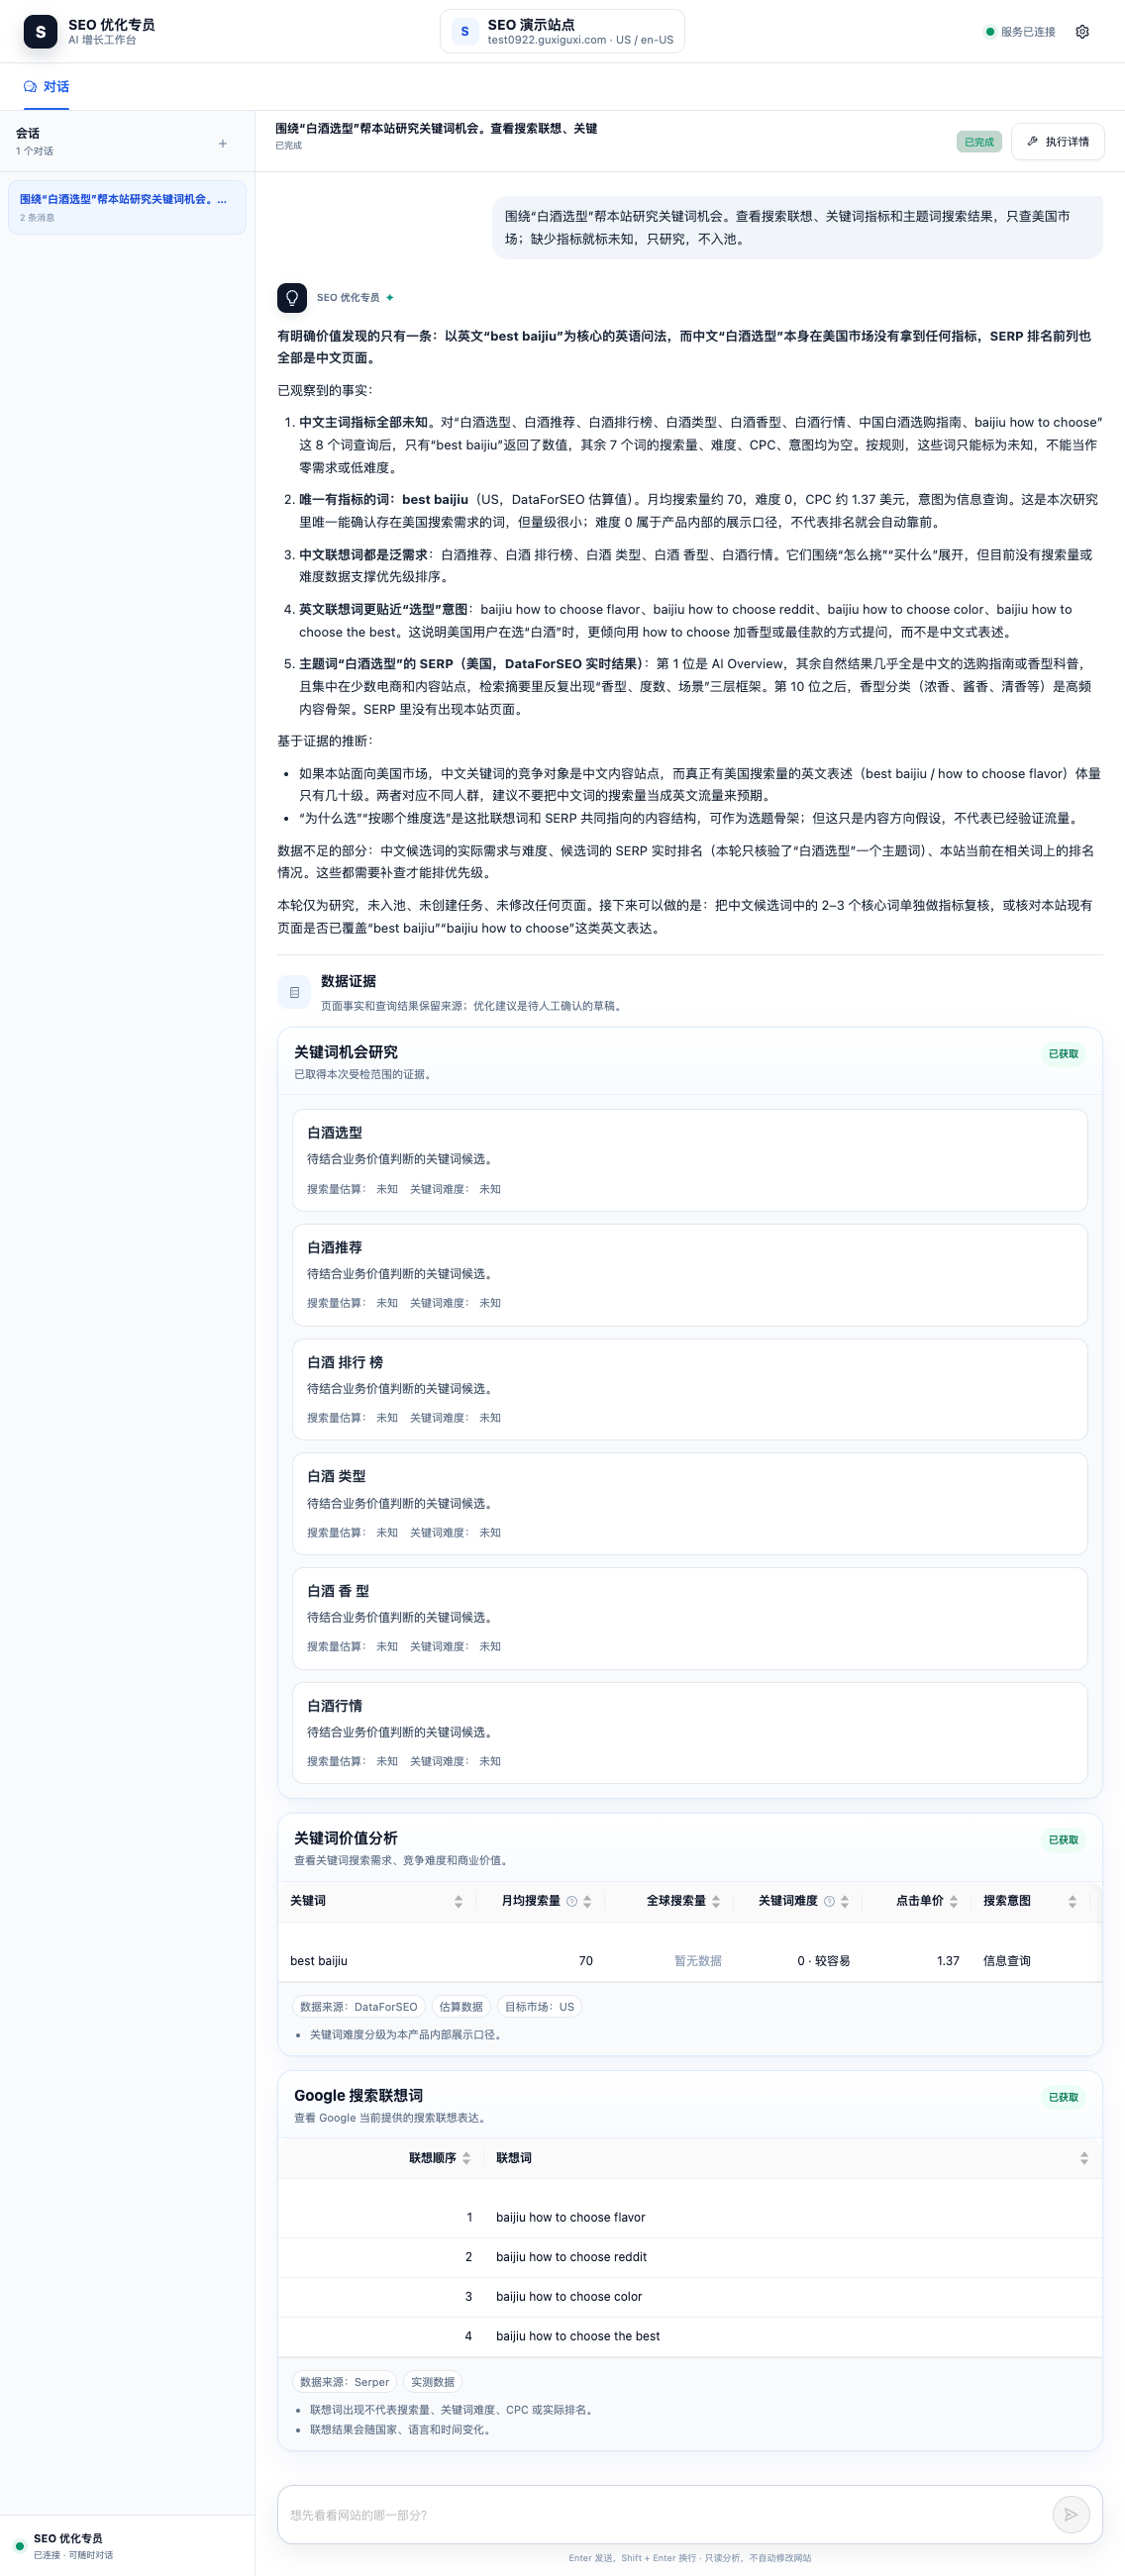 S
SEO 优化专员
AI 增长工作台
S
SEO 演示站点
test0922.guxiguxi.com · US / en-US
服务已连接
对话
会话
1 个对话
+
围绕“白酒选型”帮本站研究关键词机会。...
2 条消息
围绕“白酒选型”帮本站研究关键词机会。查看搜索联想、关键
已完成
已完成
执行详情
围绕“白酒选型”帮本站研究关键词机会。查看搜索联想、关键词指标和主题词搜索结果，只查美国市
场；缺少指标就标未知，只研究，不入池。
SEO 优化专员
有明确价值发现的只有一条：以英文“best baijiu”为核心的英语问法，而中文“白酒选型”本身在美国市场没有拿到任何指标，SERP 排名前列也
全部是中文页面。
已观察到的事实：
1. 中文主词指标全部未知。对“白酒选型、白酒推荐、白酒排行榜、白酒类型、白酒香型、白酒行情、中国白酒选购指南、baijiu how to choose”
这 8 个词查询后，只有“best baijiu”返回了数值，其余 7 个词的搜索量、难度、CPC、意图均为空。按规则，这些词只能标为未知，不能当作
零需求或低难度。
2. 唯一有指标的词：best baijiu（US，DataForSEO 估算值）。月均搜索量约 70，难度 0，CPC 约 1.37 美元，意图为信息查询。这是本次研究
里唯一能确认存在美国搜索需求的词，但量级很小；难度 0 属于产品内部的展示口径，不代表排名就会自动靠前。
3. 中文联想词都是泛需求：白酒推荐、白酒 排行榜、白酒 类型、白酒 香型、白酒行情。它们围绕“怎么挑”“买什么”展开，但目前没有搜索量或
难度数据支撑优先级排序。
4. 英文联想词更贴近“选型”意图：baijiu how to choose flavor、baijiu how to choose reddit、baijiu how to choose color、baijiu how to
choose the best。这说明美国用户在选“白酒”时，更倾向用 how to choose 加香型或最佳款的方式提问，而不是中文式表述。
5. 主题词“白酒选型”的 SERP（美国，DataForSEO 实时结果）：第 1 位是 AI Overview，其余自然结果几乎全是中文的选购指南或香型科普，
且集中在少数电商和内容站点，检索摘要里反复出现“香型、度数、场景”三层框架。第 10 位之后，香型分类（浓香、酱香、清香等）是高频
内容骨架。SERP 里没有出现本站页面。
基于证据的推断：
• 如果本站面向美国市场，中文关键词的竞争对象是中文内容站点，而真正有美国搜索量的英文表述（best baijiu / how to choose flavor）体量
只有几十级。两者对应不同人群，建议不要把中文词的搜索量当成英文流量来预期。
• “为什么选”“按哪个维度选”是这批联想词和 SERP 共同指向的内容结构，可作为选题骨架；但这只是内容方向假设，不代表已经验证流量。
数据不足的部分：中文候选词的实际需求与难度、候选词的 SERP 实时排名（本轮只核验了“白酒选型”一个主题词）、本站当前在相关词上的排名
情况。这些都需要补查才能排优先级。
本轮仅为研究，未入池、未创建任务、未修改任何页面。接下来可以做的是：把中文候选词中的 2–3 个核心词单独做指标复核，或核对本站现有
页面是否已覆盖“best baijiu”“baijiu how to choose”这类英文表达。
数据证据
页面事实和查询结果保留来源；优化建议是待人工确认的草稿。
关键词机会研究
已取得本次受检范围的证据。
已获取
白酒选型
待结合业务价值判断的关键词候选。
搜索量估算： 未知 关键词难度： 未知
白酒推荐
待结合业务价值判断的关键词候选。
搜索量估算： 未知 关键词难度： 未知
白酒 排行 榜
待结合业务价值判断的关键词候选。
搜索量估算： 未知 关键词难度： 未知
白酒 类型
待结合业务价值判断的关键词候选。
搜索量估算： 未知 关键词难度： 未知
白酒 香 型
待结合业务价值判断的关键词候选。
搜索量估算： 未知 关键词难度： 未知
白酒行情
待结合业务价值判断的关键词候选。
搜索量估算： 未知 关键词难度： 未知
关键词价值分析
查看关键词搜索需求、竞争难度和商业价值。
已获取
关键词 月均搜索量 全球搜索量 关键词难度 点击单价 搜索意图
best baijiu 70 暂无数据 0 · 较容易 1.37 信息查询
数据来源：DataForSEO 估算数据 目标市场：US
• 关键词难度分级为本产品内部展示口径。
Google 搜索联想词
查看 Google 当前提供的搜索联想表达。
已获取
联想顺序 联想词
1 baijiu how to choose flavor
2 baijiu how to choose reddit
3 baijiu how to choose color
4 baijiu how to choose the best
数据来源：Serper 实测数据
• 联想词出现不代表搜索量、关键词难度、CPC 或实际排名。
• 联想结果会随国家、语言和时间变化。
想先看看网站的哪一部分?
SEO 优化专员
已连接 · 可随时对话
Enter 发送，Shift + Enter 换行 · 只读分析，不自动修改网站